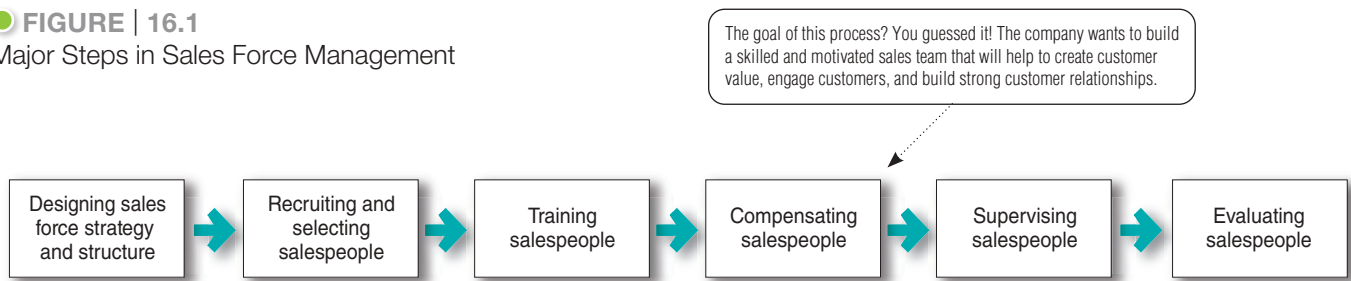 FIGURE | 16.1
Major Steps in Sales Force Management
The goal of this process? You guessed it! The company wants to build
a skilled and motivated sales team that will help to create customer
value, engage customers, and build strong customer relationships.
Designing sales
force strategy
and structure
Recruiting and
selecting
salespeople
Training
salespeople
Compensating
salespeople
Supervising
salespeople
Evaluating
salespeople